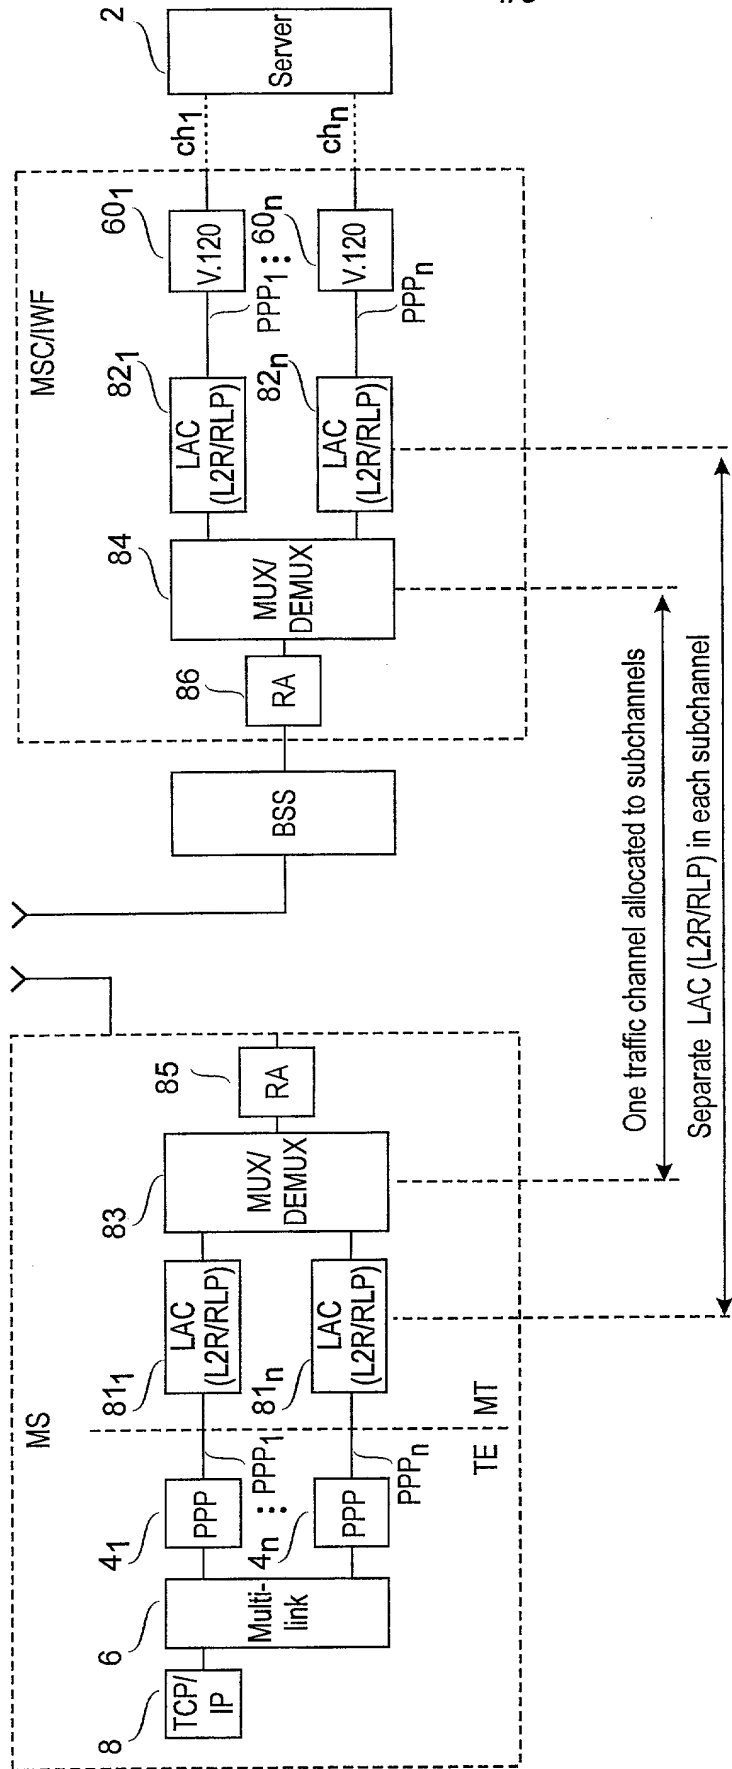 MS
8
TCP/
IP
6
Multi-
link
41
PPP
PPP1
4n
PPP
PPPn
TE
MT
811
LAC
(L2R/RLP)
81n
LAC
(L2R/RLP)
83
MUX/
DEMUX
85
RA
BSS
MSC/IWF
86
RA
84
MUX/
DEMUX
821
LAC
(L2R/RLP)
82n
LAC
(L2R/RLP)
601
V.120
PPP1
60n
V.120
PPPn
ch1
chn
2
Server
One traffic channel allocated to subchannels
Separate LAC (L2R/RLP) in each subchannel